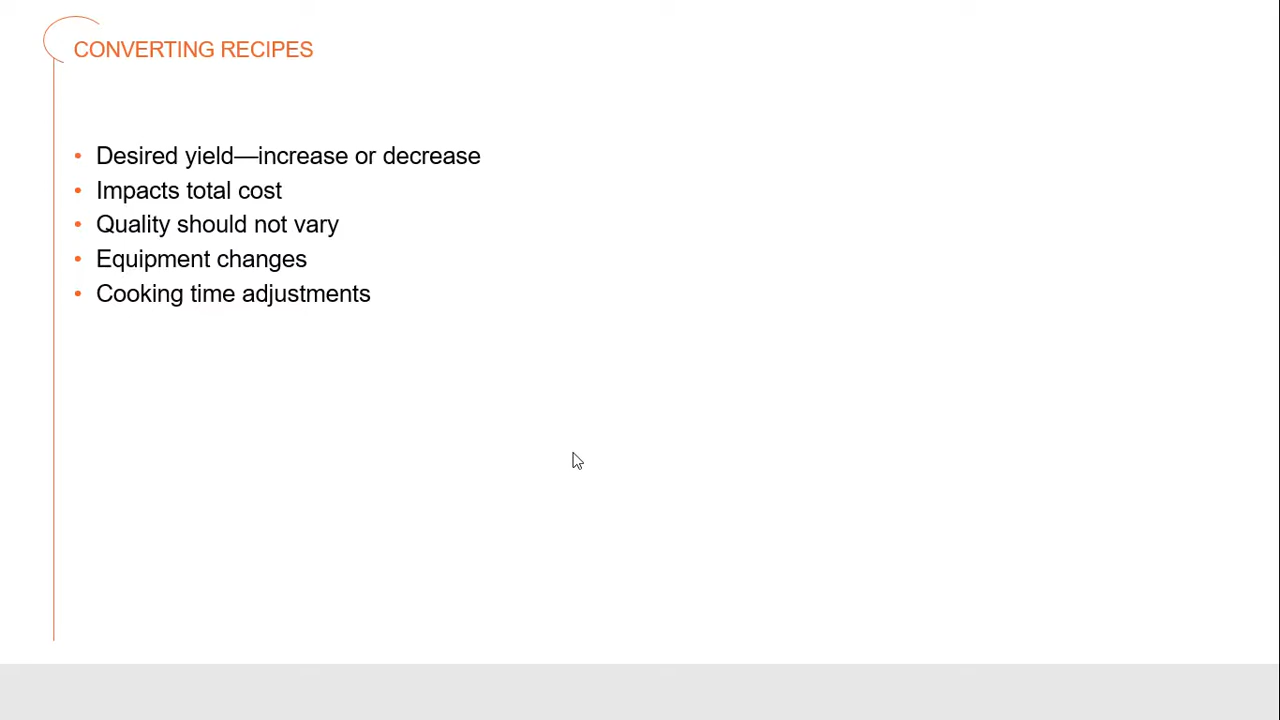 CONVERTING RECIPES
• Desired yield—increase or decrease
• Impacts total cost
• Quality should not vary
• Equipment changes
• Cooking time adjustments